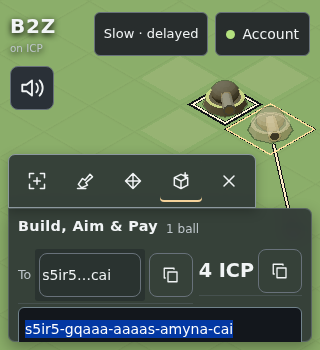 B2Z
on ICP
Slow · delayed
Account
Build, Aim & Pay 1 ball
To s5ir5...cai 4 ICP
s5ir5-gqaaa-aaaas-amyna-cai